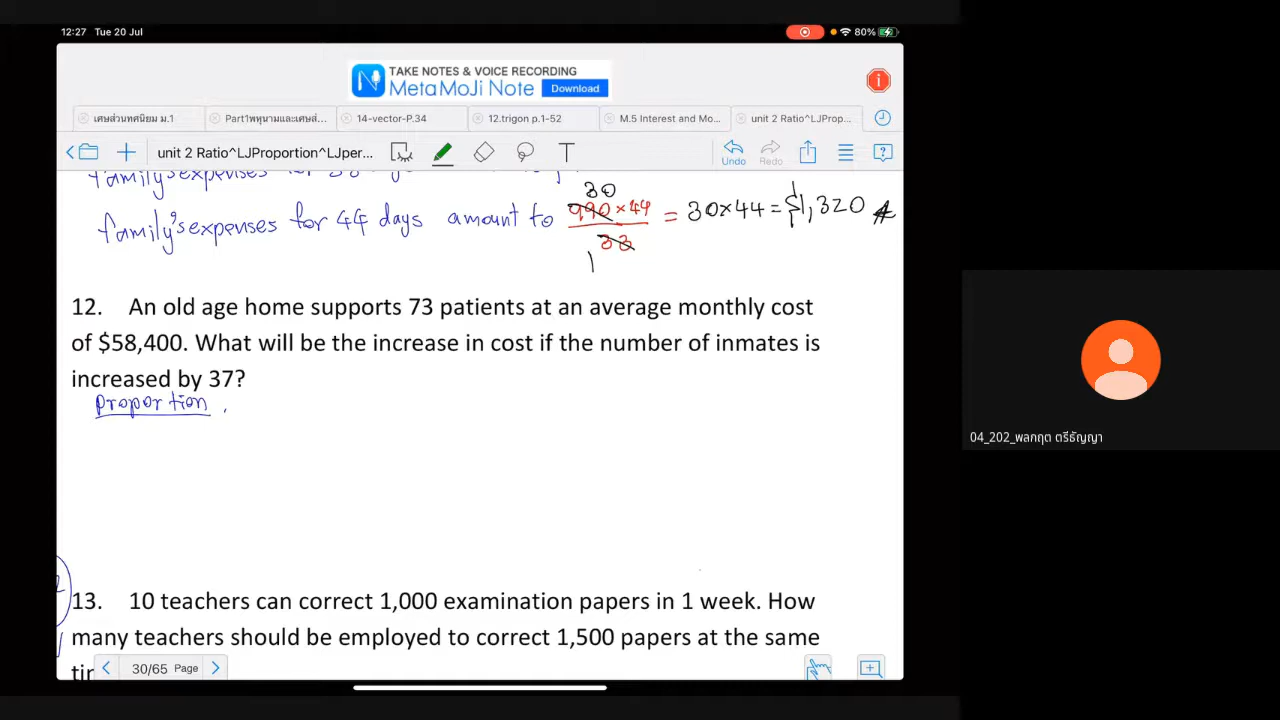 12:27 Tue 20 Jul
80%
TAKE NOTES & VOICE RECORDING
MetaMoJi Note Download
เศษส่วนทศนิยม ม.1
Part1พหุนามและเศษส่...
14-vector-P.34
12.trigon p.1-52
M.5 Interest and Mo...
unit 2 Ratio^LJProp...
unit 2 Ratio^LJProportion^LJper...
T
Undo
Redo
family's expenses for
family's expenses for 44 days amount to 990 × 44 / 33 = 30 × 44 = $1,320
30
1
12. An old age home supports 73 patients at an average monthly cost
of $58,400. What will be the increase in cost if the number of inmates is
increased by 37?
Proportion
13. 10 teachers can correct 1,000 examination papers in 1 week. How
many teachers should be employed to correct 1,500 papers at the same
30/65 Page
04_202_พลกฤต ตรีธัญญา